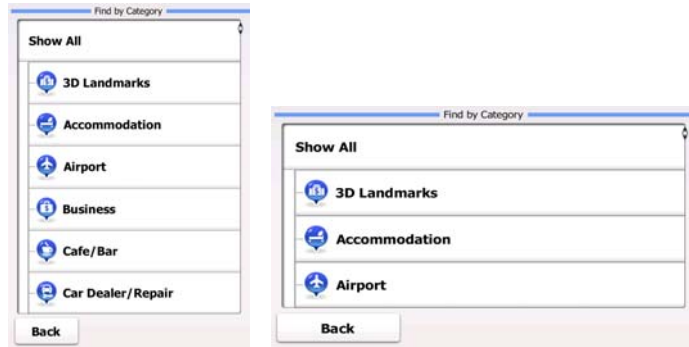 Find by Category
Show All
3D Landmarks
Accommodation
Airport
Business
Cafe/Bar
Car Dealer/Repair
Back
Find by Category
Show All
3D Landmarks
Accommodation
Airport
Back